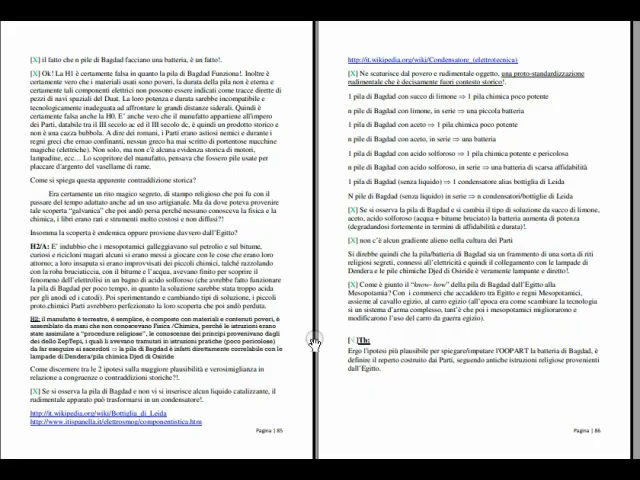 [X] il fatto che n pile di Bagdad facciano una batteria, è un fatto!.
[X] Ok! La H1 è certamente falsa in quanto la pila di Bagdad Funziona!. Inoltre è
certamente vero che i materiali usati sono poveri, la durata della pila non è eterna e
certamente tali componenti elettrici non possono essere indicati come tracce dirette di
pezzi di navi spaziali del Duat. La loro potenza e durata sarebbe incompatibile e
tecnologicamente inadeguata ad affrontare le grandi distanze siderali. Quindi è
certamente falsa anche la H0. E' anche vero che il manufatto appartiene all'impero
dei Parti, databile tra il III secolo ac ed il III secolo dc, è quindi un prodotto storico e
non è una cazza bubbola. A dire dei romani, i Parti erano astiosi nemici e durante i
regni greci che ernao confinanti, nessun greco ha mai scritto di portentose macchine
magiche (elettriche). Non solo, ma non c'è alcuna evidenza storica di motori,
lampadine, ecc… Lo scopritore del manufatto, pensava che fossero pile usate per
placcare d'argento del vasellame di rame.
Come si spiega questa apparente contraddizione storica?
Era certamente un rito magico segreto, di stampo religioso che poi fu con il
passare del tempo adattato anche ad un uso artigianale. Ma da dove poteva provenire
tale scoperta "galvanica" che poi andò persa perché nessuno conosceva la fisica e la
chimica, i libri erano rari e strumenti molto costosi e non diffusi?!
Insomma la scoperta è endemica oppure proviene davvero dall'Egitto?
H2/A: E' indubbio che i mesopotamici galleggiavano sul petrolio e sul bitume,
curiosi e ricicloni magari alcuni si erano messi a giocare con le cose che erano loro
attorno; a loro insaputa si erano improvvisati dei piccoli chimici, talché razzolando
con la roba bruciaticcia, con il bitume e l'acqua, avevano finito per scoprire il
fenomeno dell'elettrolisi in un bagno di acido solforoso (che avrebbe fatto funzionare
la pila di Bagdad per poco tempo, in quanto la soluzione sarebbe stata troppo acida
per gli anodi ed i catodi). Poi sperimentando e cambiando tipi di soluzione, i piccoli
proto.chimici Parti avrebbero perfezionato la loro scoperta che poi andò perduta.
H2: il manufatto è terrestre, è semplice, è composto con materiali e contenuti poveri, è
assemblato da mani che non conoscevano Fisica /Chimica, perché le istruzioni erano
state assimilate a "procedure religiose", le conoscenze dei principi provenivano dagli
dei dello ZepTepi, i quali li avevano tramutati in istruzioni pratiche (poco pericolose)
da far eseguire ai sacerdoti ⇒ la pila di Bagdad è infatti direttamente correlabile con le
lampade di Dendera/pila chimica Djed di Osiride
Come discernere tra le 2 ipotesi sulla maggiore plausibilità e verosimiglianza in
relazione a congruenze o contraddizioni storiche?!.
[X] Se si osserva la pila di Bagdad e non vi si inserisce alcun liquido catalizzante, il
rudimentale apparato può trasformarsi in un condensatore!.
http://it.wikipedia.org/wiki/Bottiglia_di_Leida
http://www.itispanella.it/elettrosmog/componentistica.htm
Pagina | 85
http://it.wikipedia.org/wiki/Condensatore_(elettrotecnica)
[X] Ne scaturisce dal povero e rudimentale oggetto, una proto-standardizzazione
rudimentale che è decisamente fuori contesto storico!.
1 pila di Bagdad con succo di limone ⇒ 1 pila chimica poco potente
n pile di Bagdad con limone, in serie ⇒ una piccola batteria
1 pila di Bagdad con aceto ⇒ 1 pila chimica poco potente
n pile di Bagdad con aceto, in serie ⇒ una batteria
1 pila di Bagdad con acido solforoso ⇒ 1 pila chimica potente e pericolosa
n pile di Bagdad con acido solforoso, in serie ⇒ una batteria di scarsa affidabilità
1 pila di Bagdad (senza liquido) ⇒ 1 condensatore alias bottiglia di Leida
N pile di Bagdad (senza liquido) in serie ⇒ n condensatori/bottiglie di Leida
[X] Se si osserva la pila di Bagdad e si cambia il tipo di soluzione da succo di limone,
aceto, acido solforoso (acqua + bitume bruciato) la batteria aumenta di potenza
(degradandosi fortemente in termini di affidabilità e durata)!.
[X] non c'è alcun gradiente alieno nella cultura dei Parti
Si direbbe quindi che la pila/batteria di Bagdad sia un frammento di una sorta di riti
religiosi segreti, connessi all'elettricità e quindi il collegamento con le lampade di
Dendera e le pile chimiche Djed di Osiride è veramente lampante e diretto!.
[X] Come è giunto il "know- how" della pila di Bagdad dall'Egitto alla
Mesopotamia? Con i commerci che accaddero tra Egitto e regni Mesopotamici,
assieme al cavallo egizio, al carro egizio (all'epoca era come scambiare la tecnologia
si un sistema d'arma complesso, tant'è che poi i mesopotamici migliorarono e
modificarono l'uso del carro da guerra egizio).
Th:
Ergo l'ipotesi più plausibile per spiegare/imputare l'OOPART la batteria di Bagdad, è
definire il reperto costruito dai Parti, seguendo antiche istruzioni religiose provenienti
dall'Egitto.
Pagina | 86